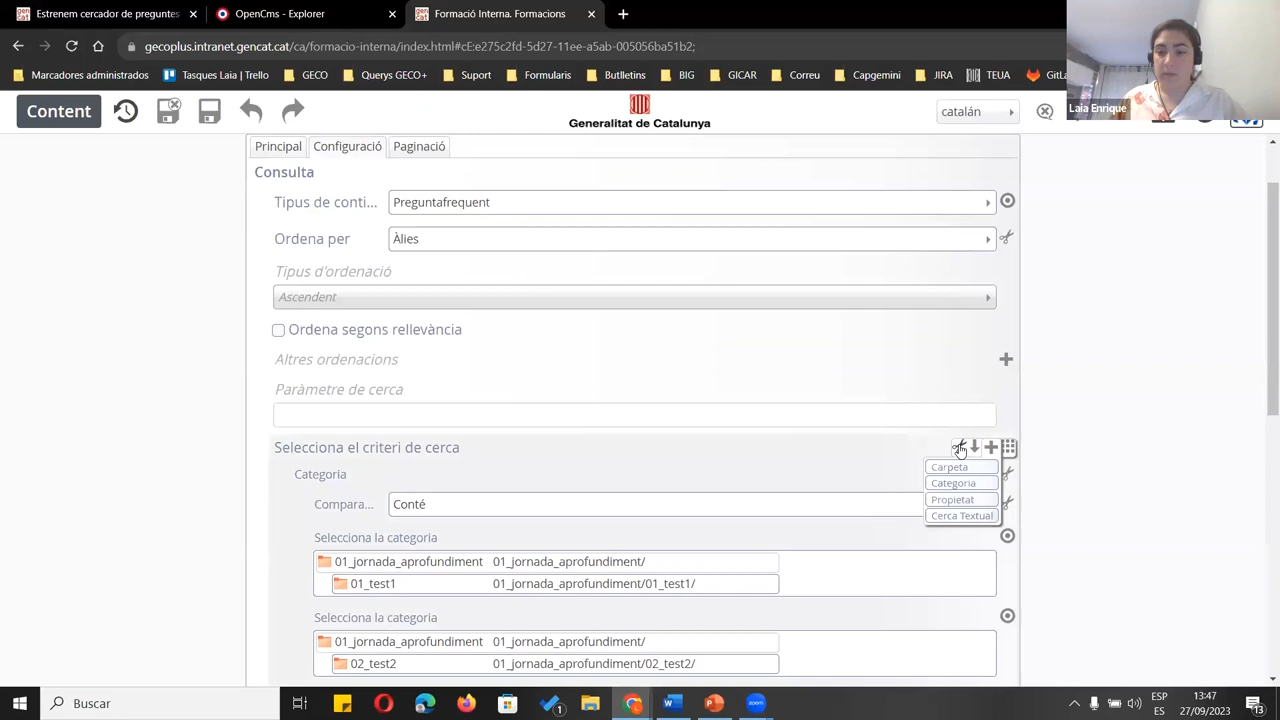 Estrenem cercador de preguntes
OpenCms - Explorer
Formació Interna. Formacions
gecoplus.intranet.gencat.cat/ca/formacio-interna/index.html#cE:e275c2fd-5d27-11ee-a5ab-005056ba51b2;
Marcadores administrados
Tasques Laia | Trello
GECO
Querys GECO+
Suport
Formularis
Butlletins
BIG
GICAR
Correu
Capgemini
JIRA
TEUA
Laia Enrique
Content
Generalitat de Catalunya
catalán
Principal
Configuració
Paginació
Consulta
Tipus de conti...
Preguntafrequent
Ordena per
Àlies
Tipus d'ordenació
Ascendent
Ordena segons rellevància
Altres ordenacions
Paràmetre de cerca
Selecciona el criteri de cerca
Carpeta
Categoria
Propietat
Cerca Textual
Categoria
Compara...
Conté
Selecciona la categoria
01_jornada_aprofundiment 01_jornada_aprofundiment/
01_test1 01_jornada_aprofundiment/01_test1/
Selecciona la categoria
01_jornada_aprofundiment 01_jornada_aprofundiment/
02_test2 01_jornada_aprofundiment/02_test2/
Buscar
ESP
ES
13:47
27/09/2023
13